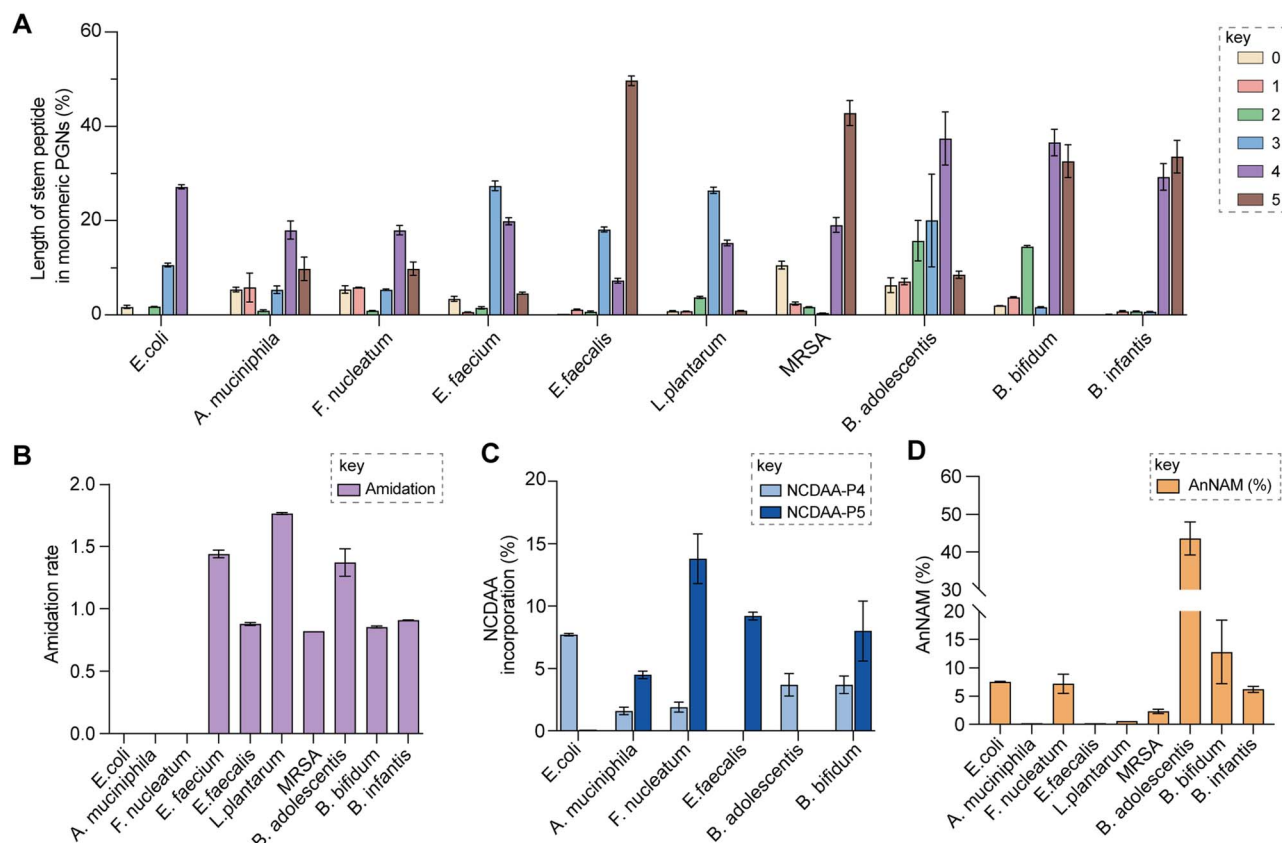 A
Length of stem peptide
in monomeric PGNs (%)
60
40
20
0
E.coli
A. muciniphila
F. nucleatum
E. faecium
E.faecalis
L.plantarum
MRSA
B. adolescentis
B. bifidum
B. infantis
key
0
1
2
3
4
5
B
key
Amidation
Amidation rate
2.0
1.5
1.0
0.5
0.0
E.coli
A. muciniphila
F. nucleatum
E. faecium
E.faecalis
L.plantarum
MRSA
B. adolescentis
B. bifidum
B. infantis
C
key
NCDAA-P4
NCDAA-P5
NCDAA
incorporation (%)
20
15
10
5
0
E.coli
A. muciniphila
F. nucleatum
E.faecalis
B. adolescentis
B. bifidum
D
key
AnNAM (%)
AnNAM (%)
60
50
40
30
20
15
10
5
0
E.coli
A. muciniphila
F. nucleatum
E.faecalis
L.plantarum
MRSA
B. adolescentis
B. bifidum
B. infantis